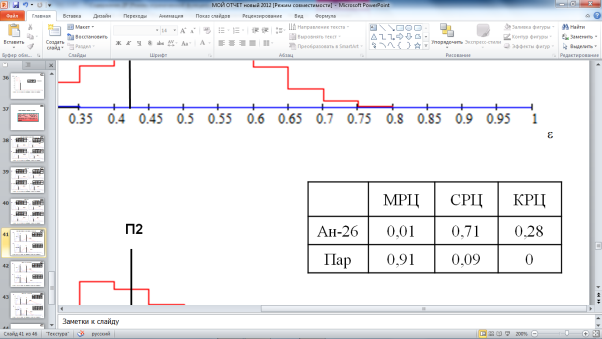 МОЙ ОТЧЕТ новый 2012 [Режим совместимости] - Microsoft PowerPoint
Файл Главная Вставка Дизайн Переходы Анимация Показ слайдов Рецензирование Вид Формула
Вставить
Создать слайд
Макет
Восстановить
Удалить
Направление текста
Выровнять текст
Преобразовать в SmartArt
Упорядочить
Экспресс-стили
Заливка фигуры
Контур фигуры
Эффекты фигур
Найти
Заменить
Выделить
Буфер обм... Слайды Шрифт Абзац Рисование Редактирование
36
37
38
39
40
41
42
43
44
0.35 0.4 0.45 0.5 0.55 0.6 0.65 0.7 0.75 0.8 0.85 0.9 0.95 1
ε
МРЦ СРЦ КРЦ
Ан-26 0,01 0,71 0,28
Пар 0,91 0,09 0
П2
Заметки к слайду
Слайд 41 из 46 русский 200%